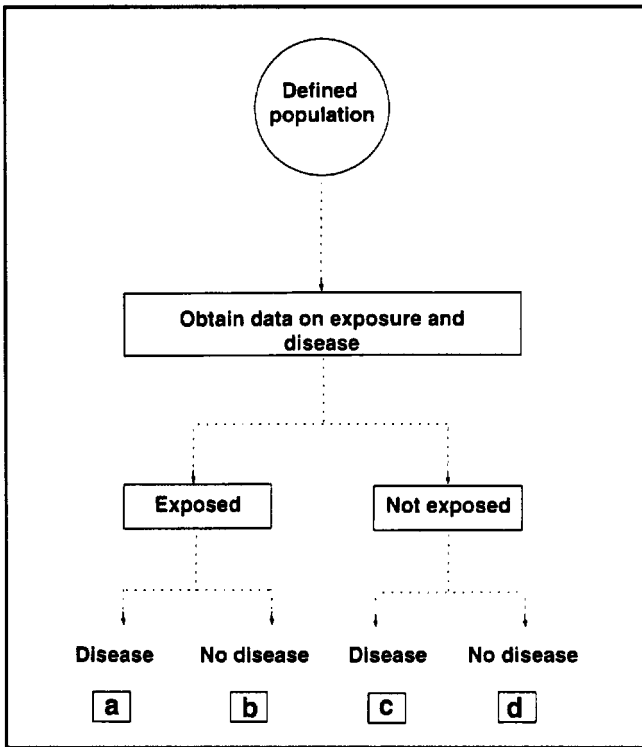 Defined
population
Obtain data on exposure and
disease
Exposed
Not exposed
Disease
No disease
Disease
No disease
a
b
c
d